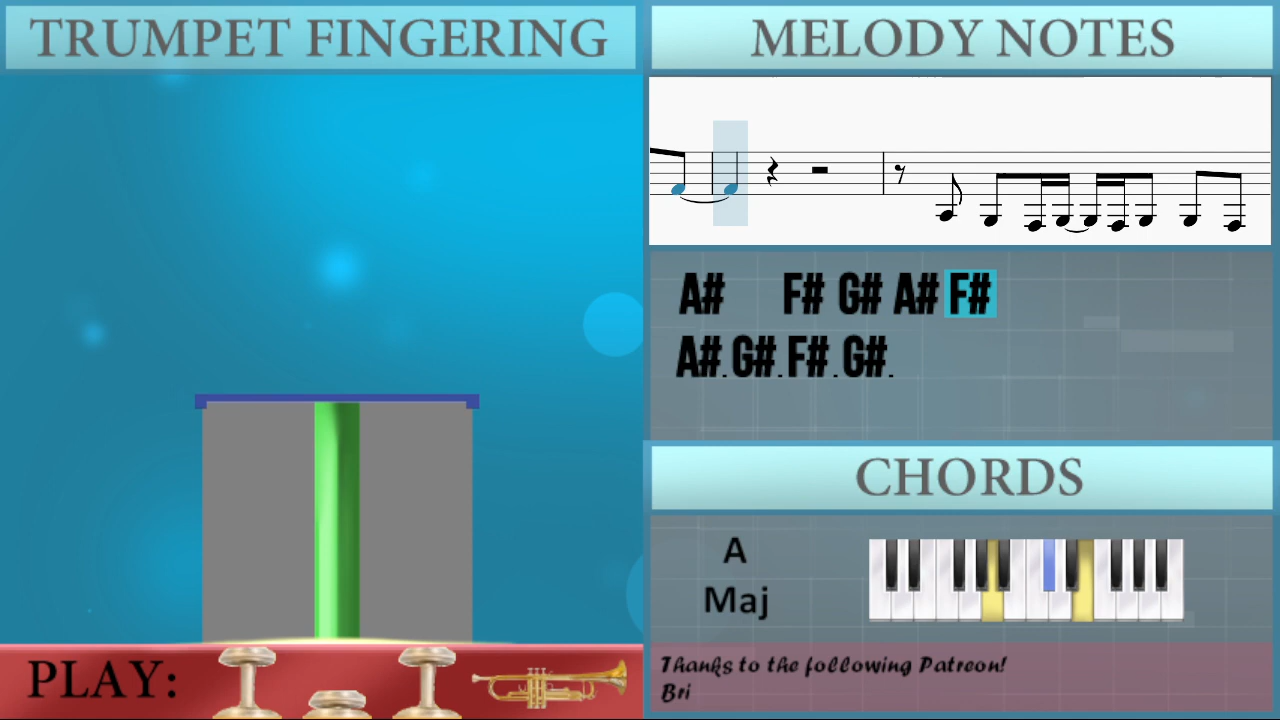 TRUMPET FINGERING
MELODY NOTES
A# F# G# A# F#
A#. G#. F#. G#.
CHORDS
A
Maj
PLAY:
Thanks to the following Patreon!
Bri